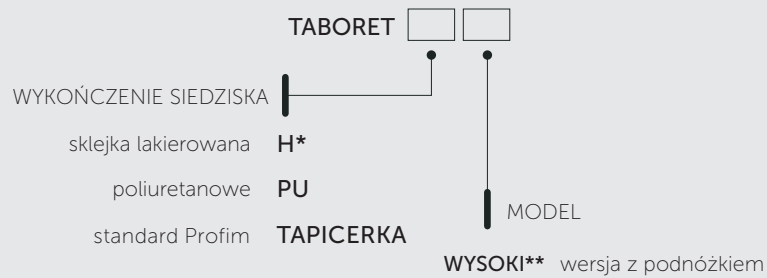 TABORET
WYKOŃCZENIE SIEDZISKA
sklejka lakierowana H*
poliuretanowe PU
standard Profim TAPICERKA
MODEL
WYSOKI** wersja z podnóżkiem